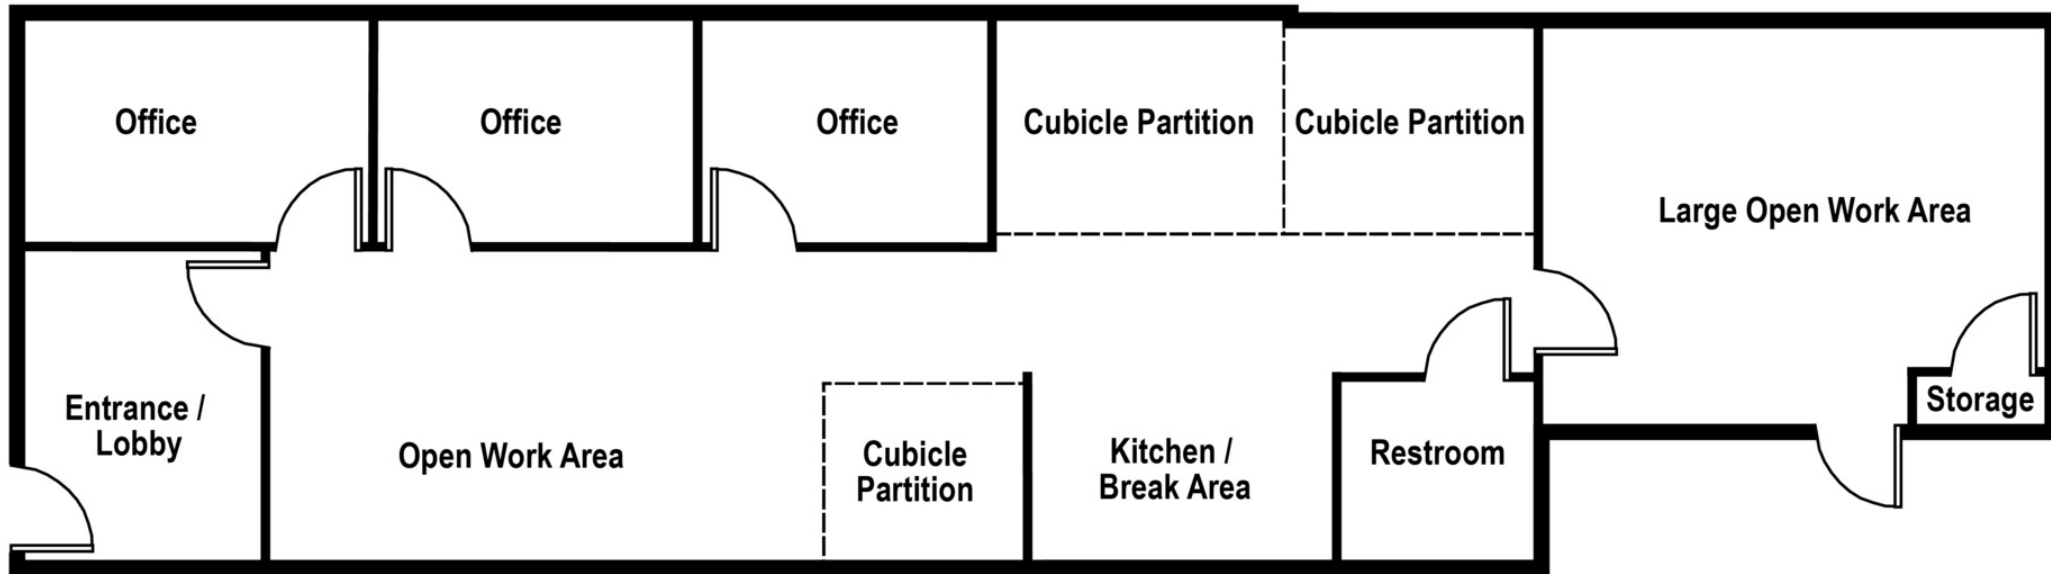 Office
Office
Office
Cubicle Partition
Cubicle Partition
Large Open Work Area
Entrance /
Lobby
Open Work Area
Cubicle
Partition
Kitchen /
Break Area
Restroom
Storage